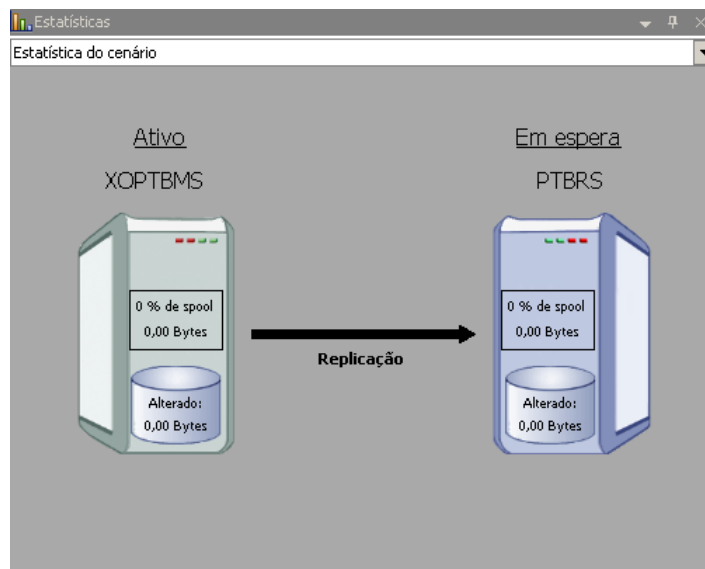 Estatísticas
Estatística do cenário
Ativo
Em espera
XOPTBMS
PTBRS
0 % de spool
0,00 Bytes
0 % de spool
0,00 Bytes
Replicação
Alterado:
0,00 Bytes
Alterado:
0,00 Bytes